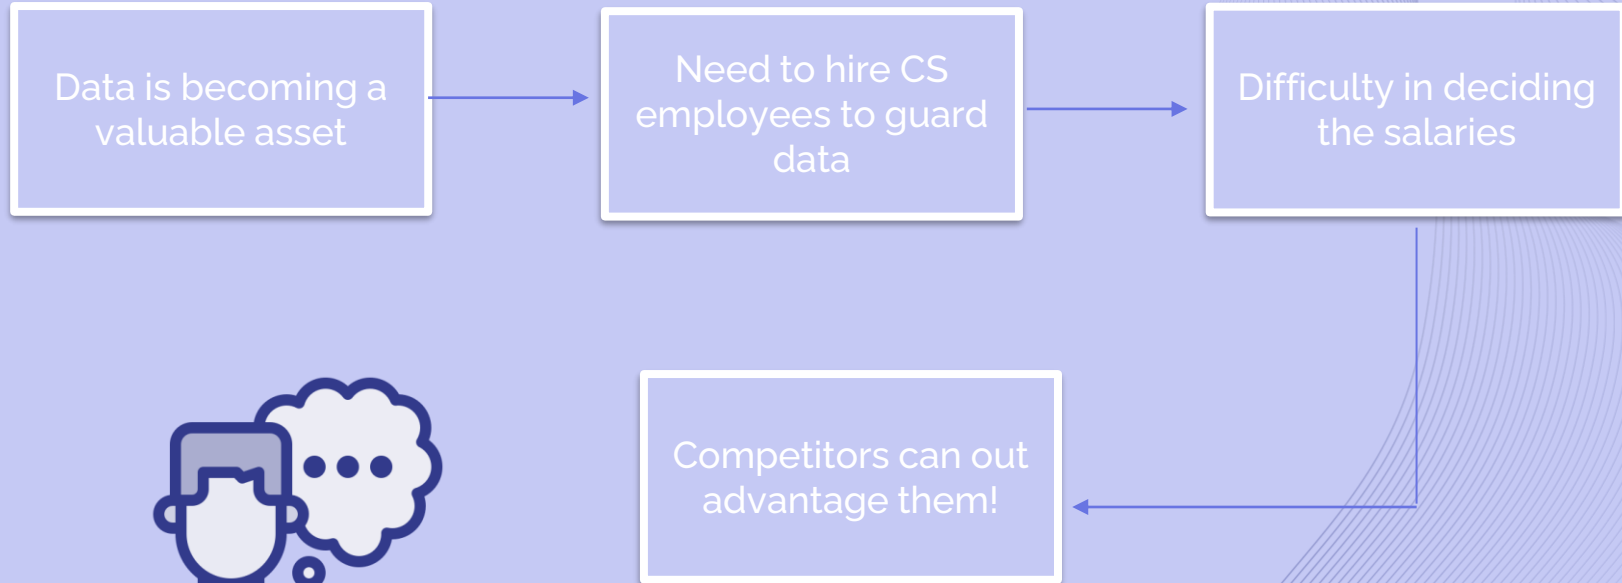 Data is becoming a
valuable asset
Need to hire CS
employees to guard
data
Difficulty in deciding
the salaries
Competitors can out
advantage them!